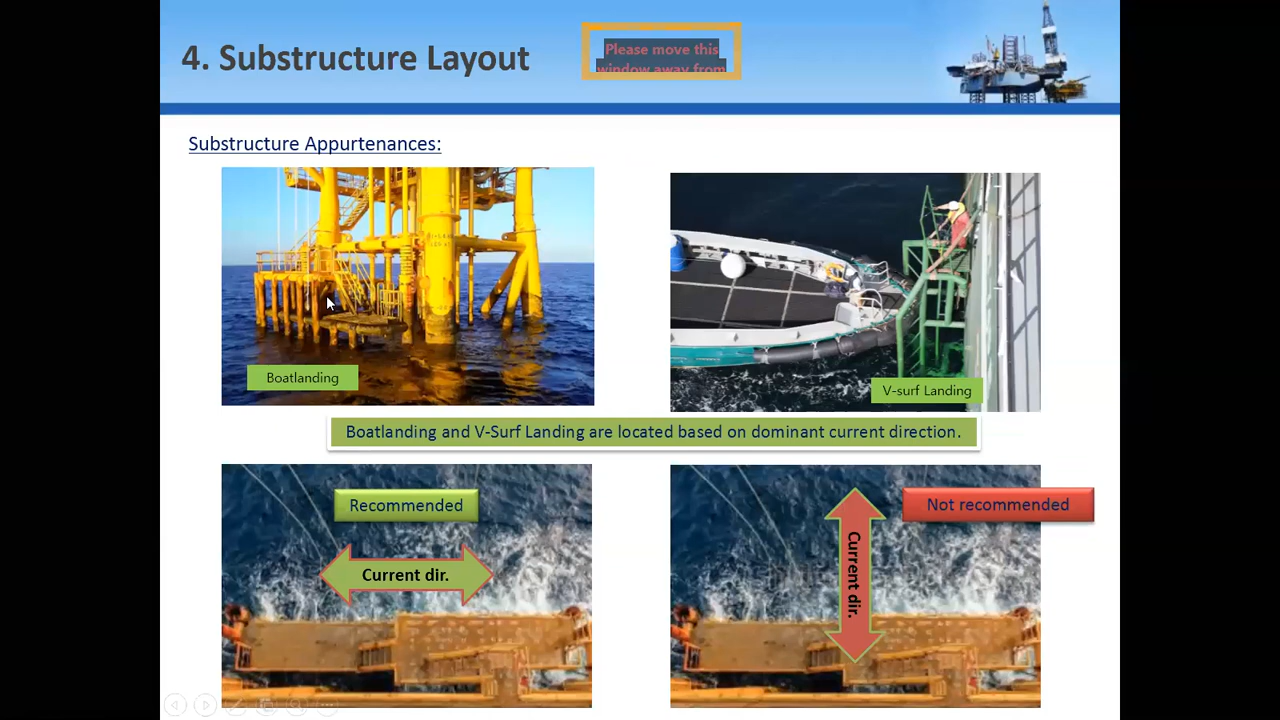 4. Substructure Layout
Please move this
window away from
Substructure Appurtenances:
Boatlanding
V-surf Landing
Boatlanding and V-Surf Landing are located based on dominant current direction.
Recommended
Current dir.
Not recommended
Current dir.